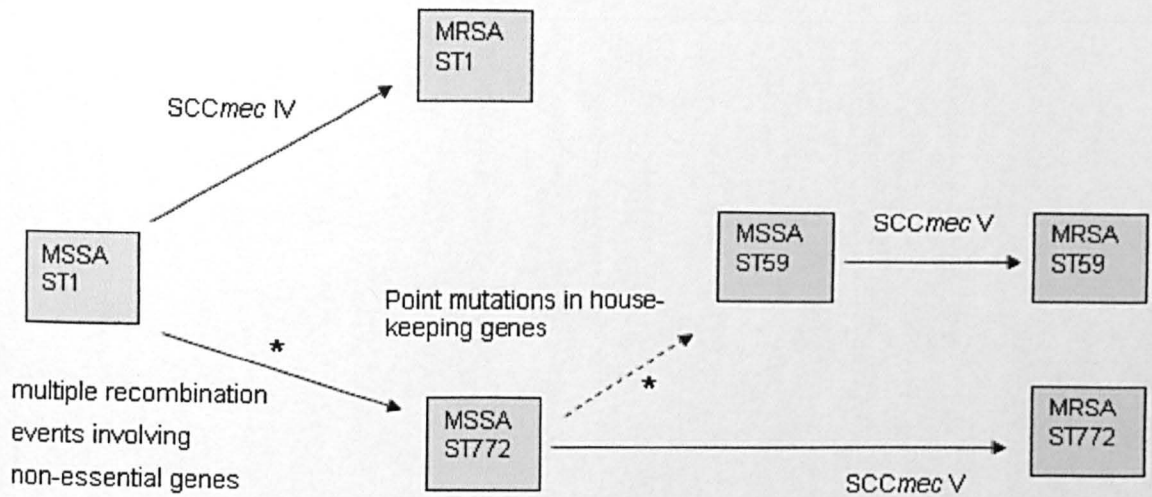 MRSA
ST1
SCCmec IV
MSSA
ST1
MSSA
ST59
SCCmec V
MRSA
ST59
Point mutations in house-
keeping genes
*
*
multiple recombination
events involving
non-essential genes
MSSA
ST772
MRSA
ST772
SCCmec V